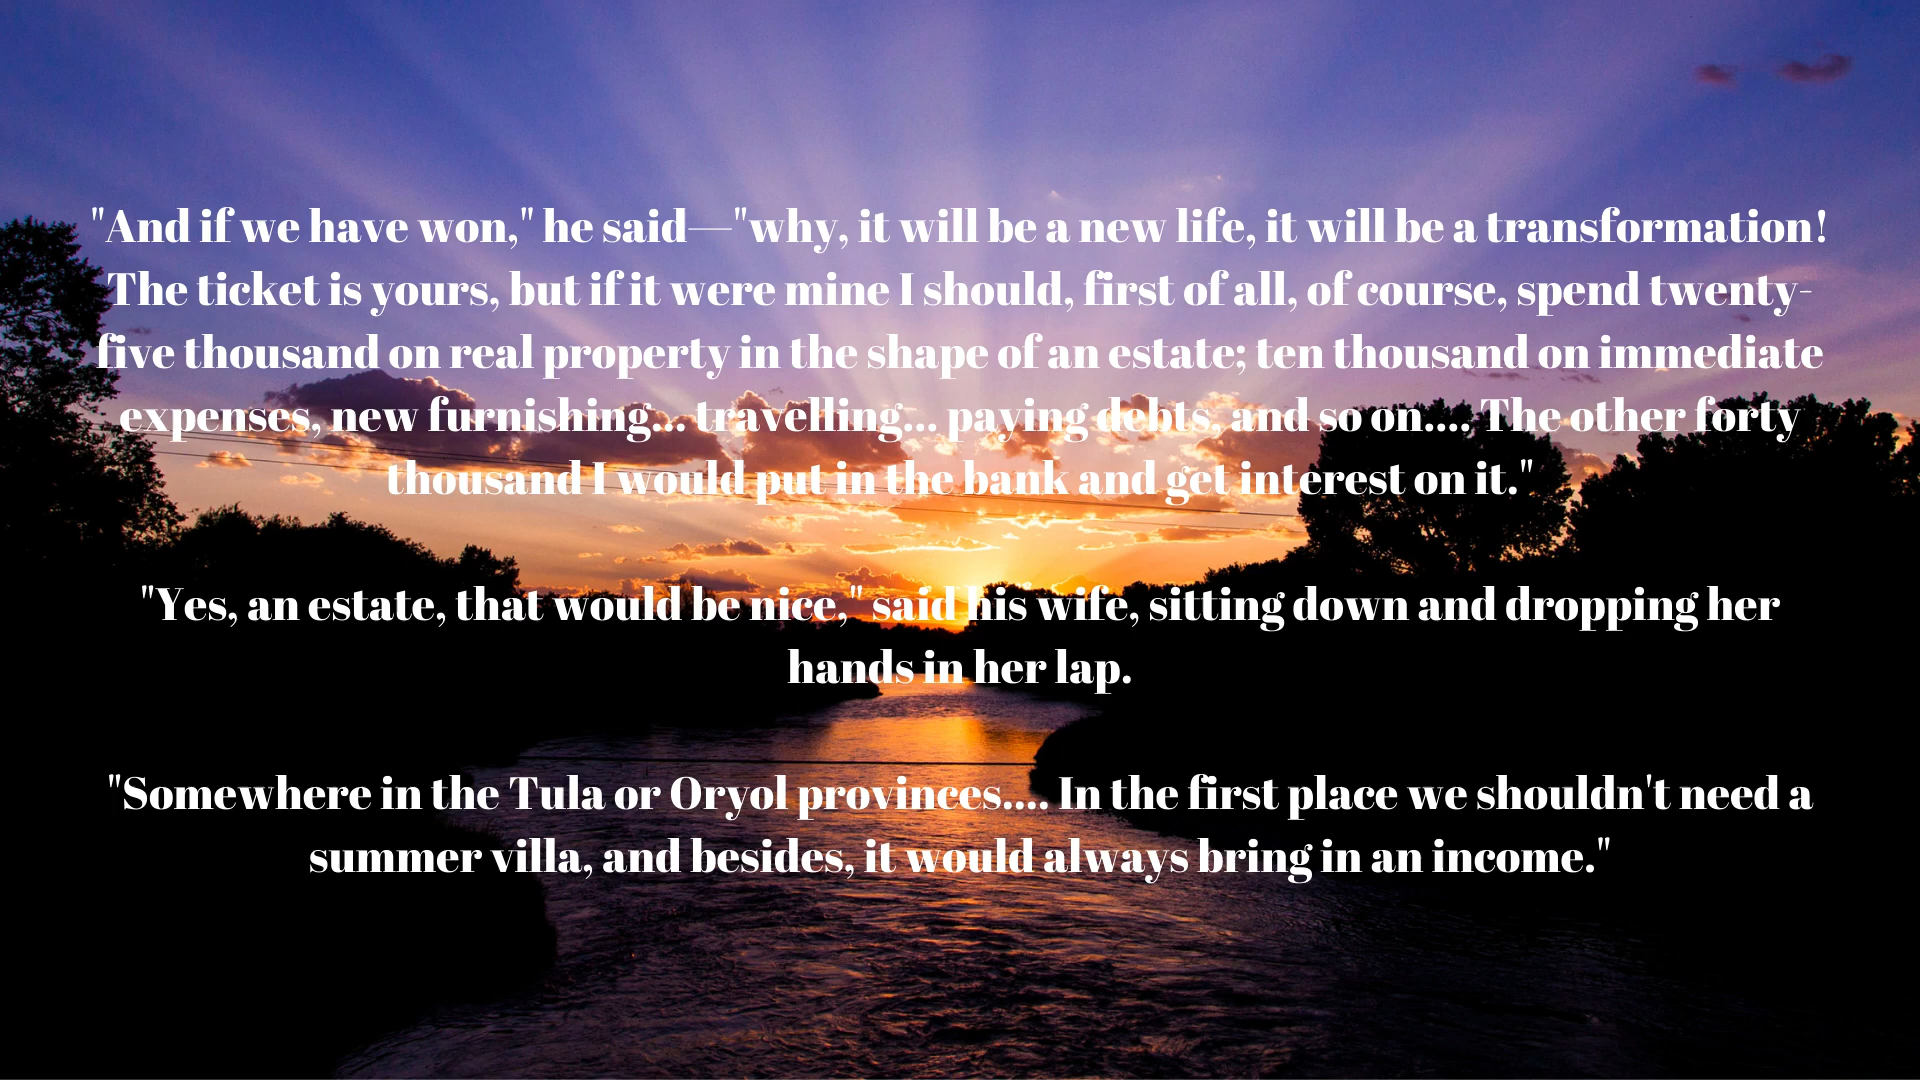 "And if we have won," he said—"why, it will be a new life, it will be a transformation!
The ticket is yours, but if it were mine I should, first of all, of course, spend twenty-
five thousand on real property in the shape of an estate; ten thousand on immediate
expenses, new furnishing... travelling... paying debts, and so on.... The other forty
thousand I would put in the bank and get interest on it."
"Yes, an estate, that would be nice," said his wife, sitting down and dropping her
hands in her lap.
"Somewhere in the Tula or Oryol provinces.... In the first place we shouldn't need a
summer villa, and besides, it would always bring in an income."